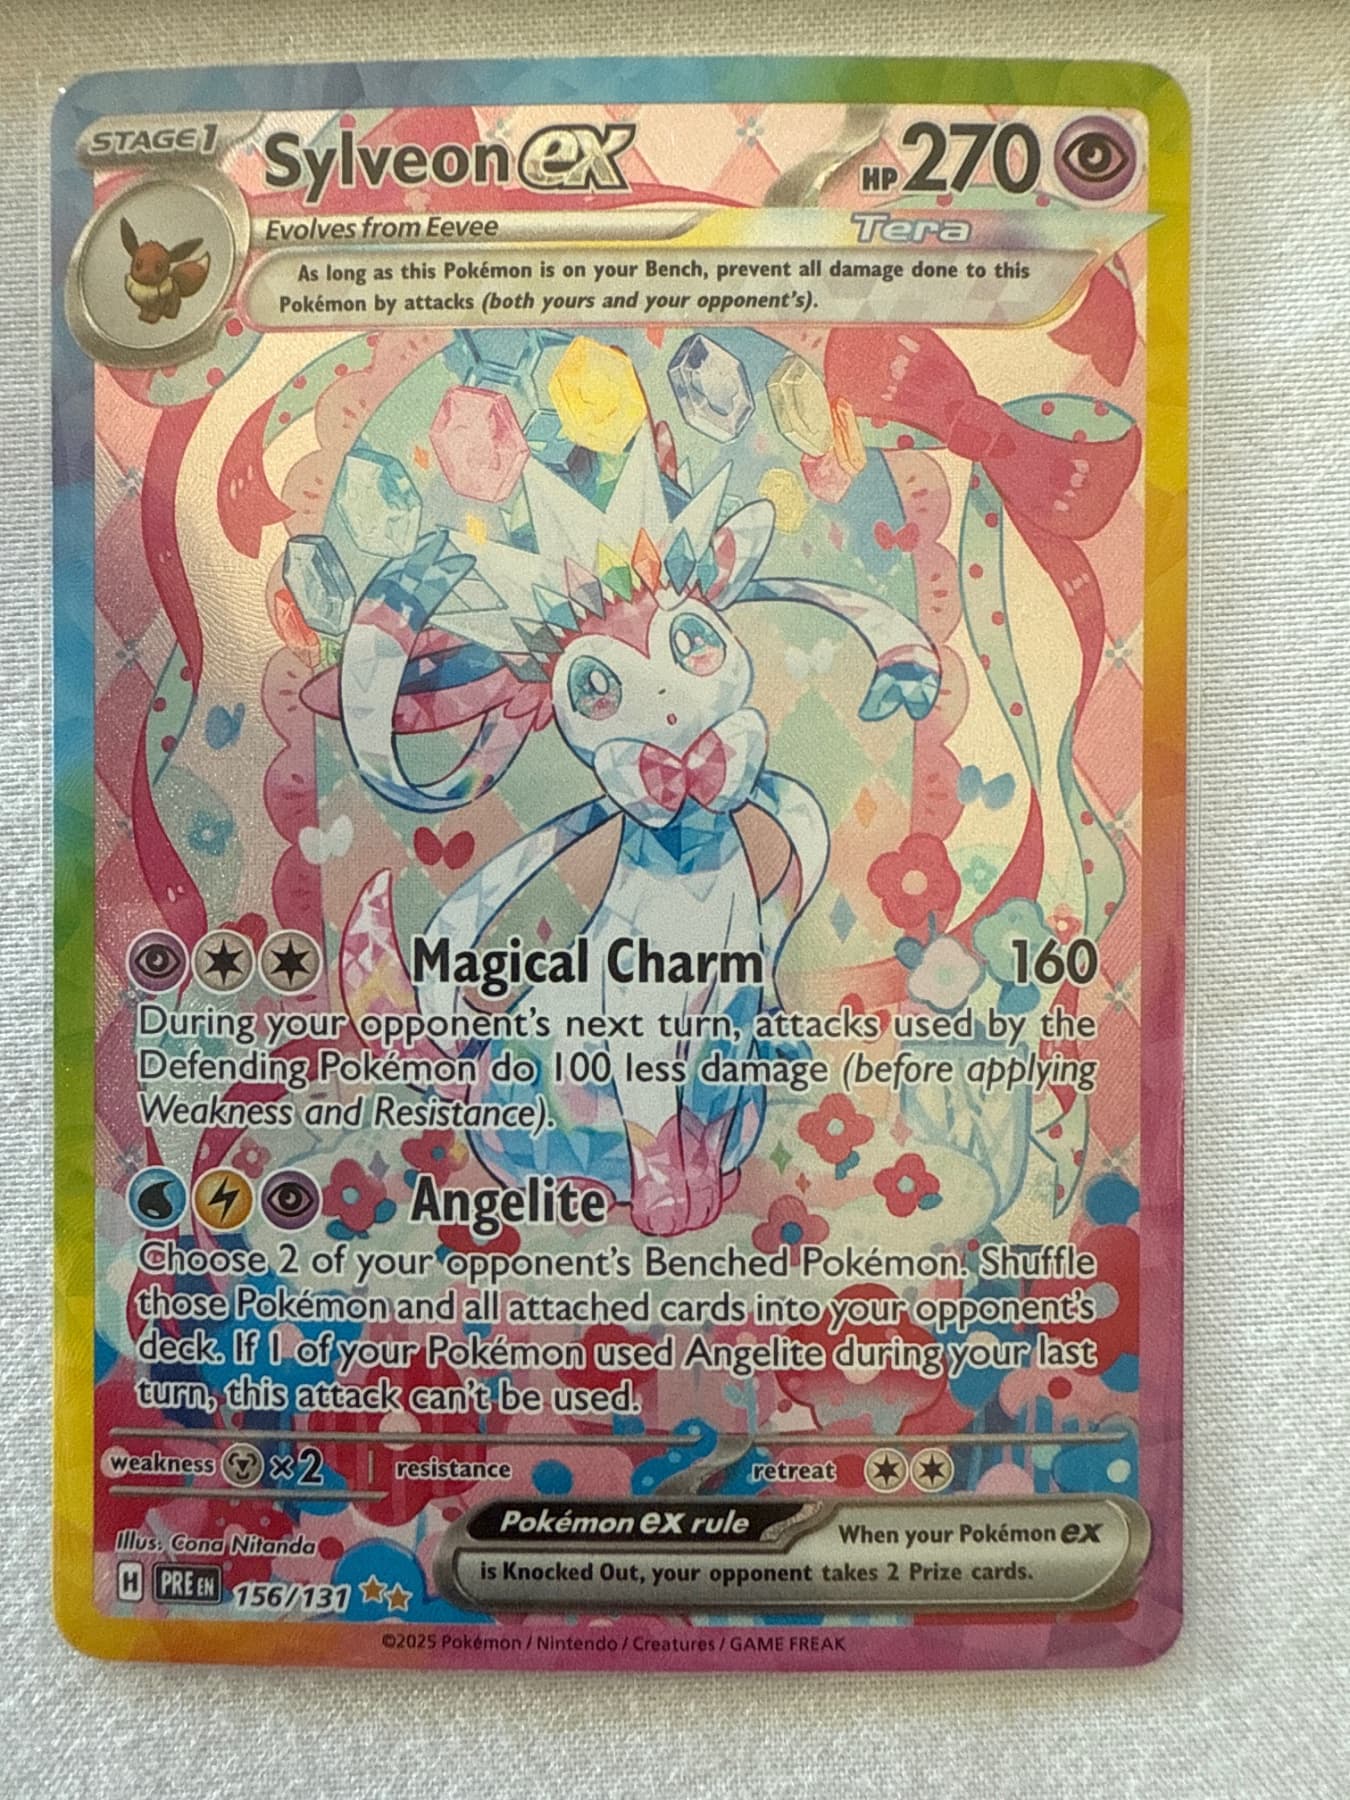 STAGE 1
Sylveon ex
HP 270
Evolves from Eevee
Tera
As long as this Pokémon is on your Bench, prevent all damage done to this
Pokémon by attacks (both yours and your opponent's).
Magical Charm 160
During your opponent's next turn, attacks used by the
Defending Pokémon do 100 less damage (before applying
Weakness and Resistance).
Angelite
Choose 2 of your opponent's Benched Pokémon. Shuffle
those Pokémon and all attached cards into your opponent's
deck. If 1 of your Pokémon used Angelite during your last
turn, this attack can't be used.
weakness ×2 resistance retreat
Pokémon ex rule When your Pokémon ex
is Knocked Out, your opponent takes 2 Prize cards.
Illus. Cona Nitanda
H PRE EN 156/131
©2025 Pokémon / Nintendo / Creatures / GAME FREAK